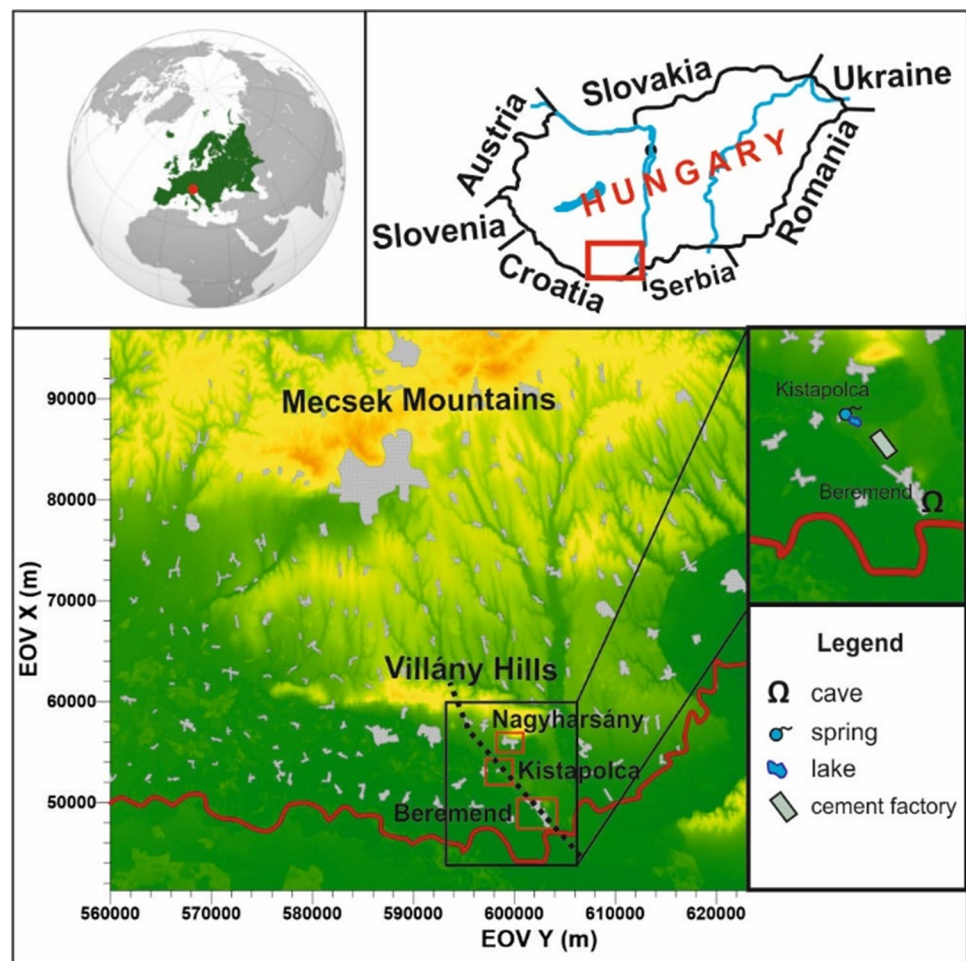 Slovakia
Ukraine
Austria
HUNGARY
Romania
Slovenia
Croatia
Serbia
Mecsek Mountains
Villány Hills
Nagyharsány
Kistapolca
Beremend
EOV X (m)
90000
80000
70000
60000
50000
560000
570000
580000
590000
600000
610000
620000
EOV Y (m)
Kistapolca
Beremend
Ω
Legend
Ω cave
spring
lake
cement factory